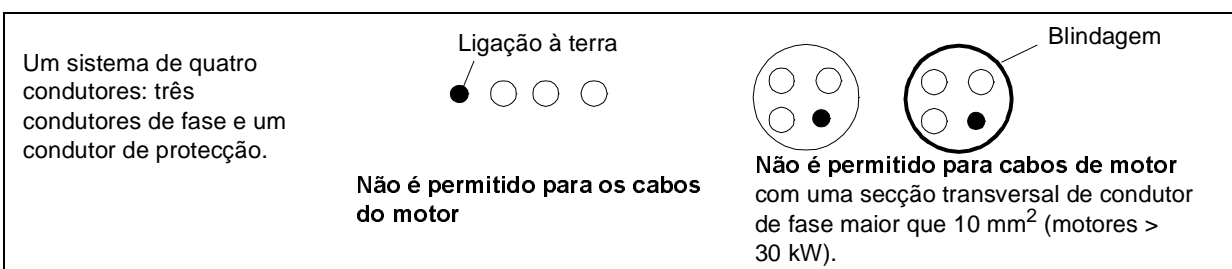 Um sistema de quatro
condutores: três
condutores de fase e um
condutor de protecção.
Ligação à terra
Não é permitido para os cabos
do motor
Blindagem
Não é permitido para cabos de motor
com uma secção transversal de condutor
de fase maior que 10 mm² (motores >
30 kW).